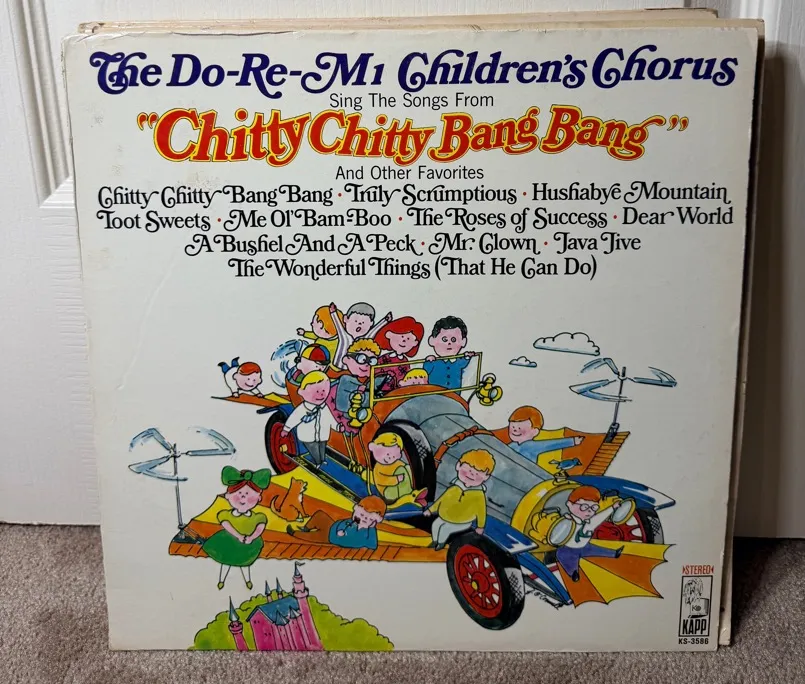 The Do-Re-Mi Children's Chorus
Sing The Songs From
"Chitty Chitty Bang Bang"
And Other Favorites
Chitty Chitty Bang Bang · Truly Scrumptious · Hushabye Mountain
Toot Sweets · Me Ol' Bam-Boo · The Roses of Success · Dear World
A Bushel And A Peck · Mr. Clown · Java Jive
The Wonderful Things (That He Can Do)
STEREO
KAPP
KS-3586